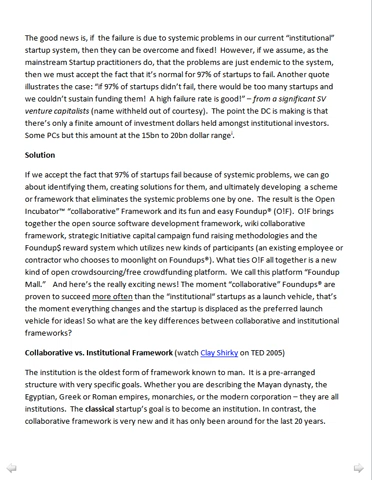 The good news is, if  the failure is due to systemic problems in our current “institutional”
startup system, then they can be overcome and fixed!  However, if we assume, as the
mainstream Startup practitioners do, that the problems are just endemic to the system,
then we must accept the fact that it’s normal for 97% of startups to fail. Another quote
illustrates the case: “if 97% of startups didn’t fail, there would be too many startups and
we couldn’t sustain funding them!  A high failure rate is good!” – from a significant SV
venture capitalists (name withheld out of courtesy).  The point the DC is making is that
there’s only a finite amount of investment dollars held amongst institutional investors.
Some PCs but this amount at the 15bn to 20bn dollar rangeⁱ.
Solution
If we accept the fact that 97% of startups fail because of systemic problems, we can go
about identifying them, creating solutions for them, and ultimately developing  a scheme
or framework that eliminates the systemic problems one by one.  The result is the Open
Incubator™ “collaborative” Framework and its fun and easy Foundup® (O!F).  O!F brings
together the open source software development framework, wiki collaborative
framework, strategic Initiative capital campaign fund raising methodologies and the
Foundup$ reward system which utilizes new kinds of participants (an existing employee or
contractor who chooses to moonlight on Foundups®). What ties O!F all together is a new
kind of open crowdsourcing/free crowdfunding platform.  We call this platform “Foundup
Mall.”   And here’s the really exciting news! The moment “collaborative” Foundups® are
proven to succeed more often than the “institutional” startups as a launch vehicle, that’s
the moment everything changes and the startup is displaced as the preferred launch
vehicle for ideas! So what are the key differences between collaborative and institutional
frameworks?
Collaborative vs. Institutional Framework (watch Clay Shirky on TED 2005)
The institution is the oldest form of framework known to man.  It is a pre-arranged
structure with very specific goals. Whether you are describing the Mayan dynasty, the
Egyptian, Greek or Roman empires, monarchies, or the modern corporation – they are all
institutions.  The classical startup’s goal is to become an institution. In contrast, the
collaborative framework is very new and it has only been around for the last 20 years.